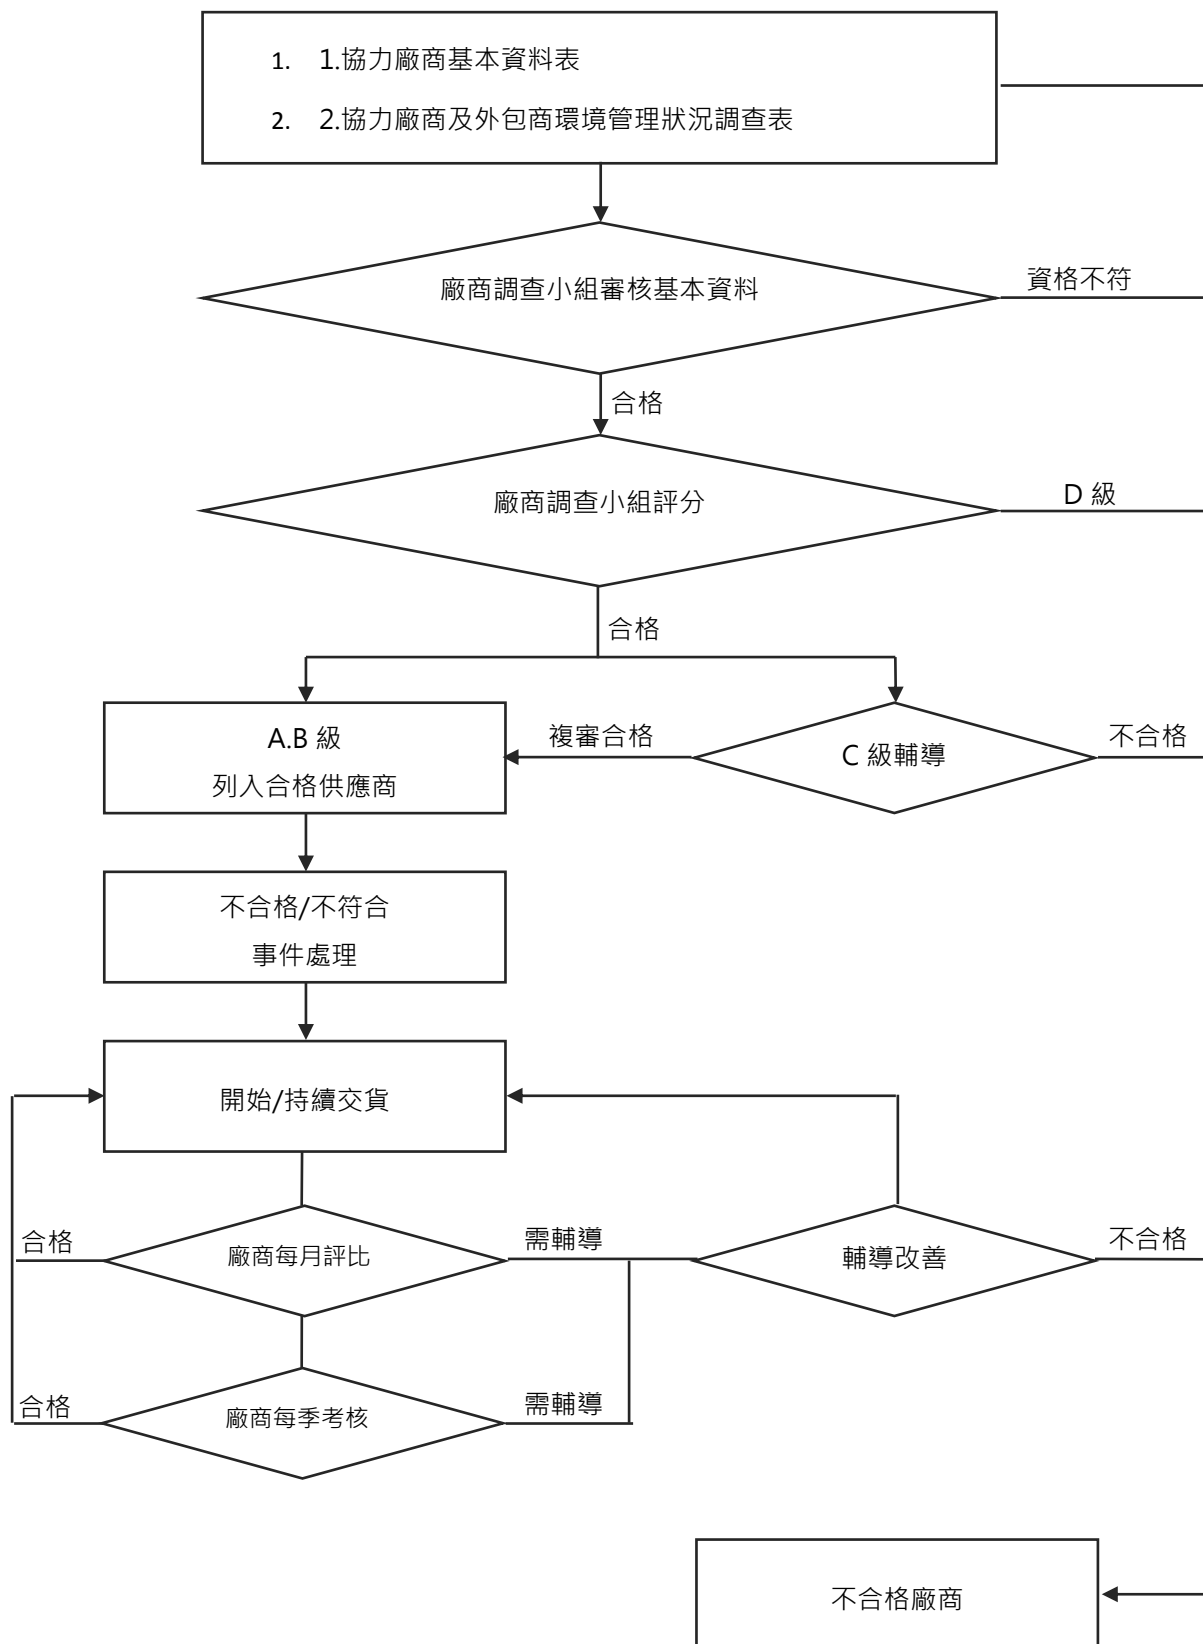 1. 1.協力廠商基本資料表
2. 2.協力廠商及外包商環境管理狀況調查表
廠商調查小組審核基本資料
資格不符
合格
廠商調查小組評分
D 級
合格
A.B 級
列入合格供應商
複審合格
C 級輔導
不合格
不合格/不符合
事件處理
開始/持續交貨
合格
廠商每月評比
需輔導
輔導改善
不合格
合格
廠商每季考核
需輔導
不合格廠商